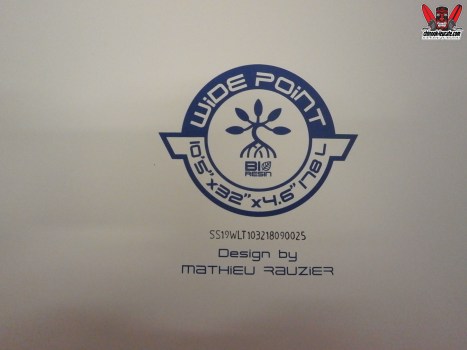 WiDE POiNT
BIO
RESIN
10'5" x32" x4.6" 178 L
SS19WLT103218090025
Design by
MATHIEU RAUZIER